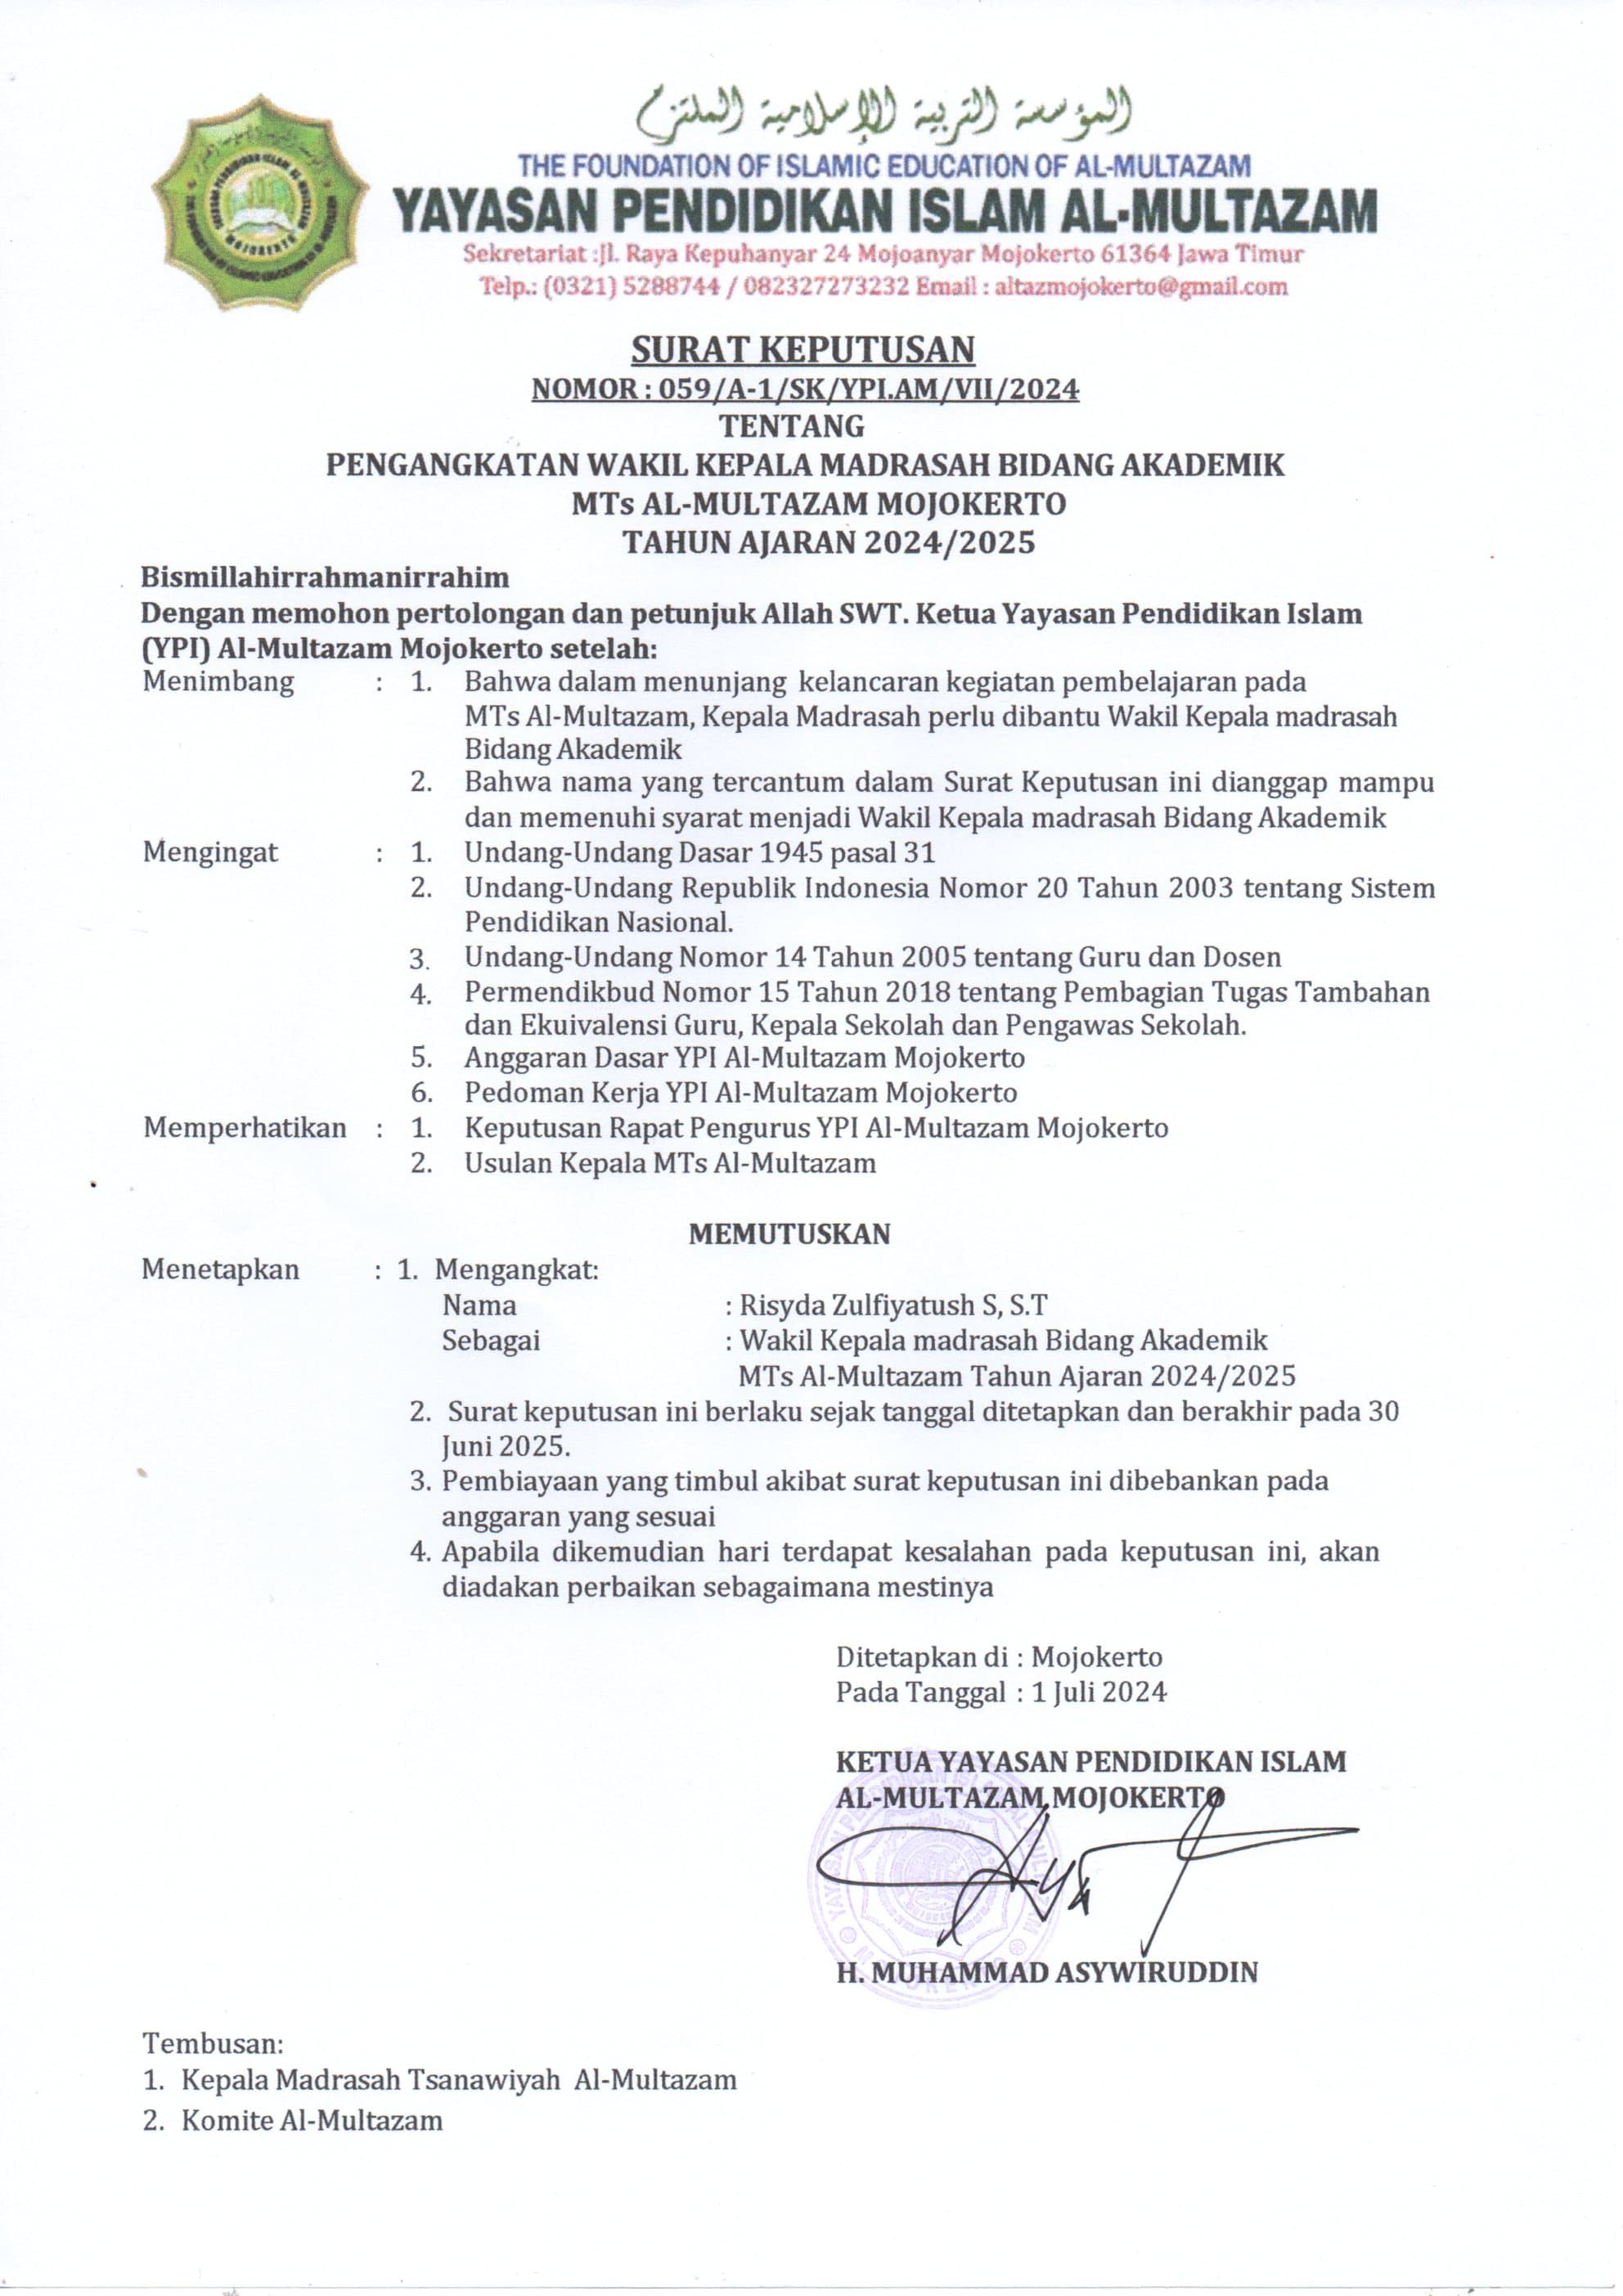 المؤسسة التربية الإسلامية الملتزم
THE FOUNDATION OF ISLAMIC EDUCATION OF AL-MULTAZAM
YAYASAN PENDIDIKAN ISLAM AL-MULTAZAM
Sekretariat :Jl. Raya Kepuhanyar 24 Mojoanyar Mojokerto 61364 Jawa Timur
Telp.: (0321) 5288744 / 082327273232 Email : altazmojokerto@gmail.com
SURAT KEPUTUSAN
NOMOR : 059/A-1/SK/YPI.AM/VII/2024
TENTANG
PENGANGKATAN WAKIL KEPALA MADRASAH BIDANG AKADEMIK
MTs AL-MULTAZAM MOJOKERTO
TAHUN AJARAN 2024/2025
Bismillahirrahmanirrahim
Dengan memohon pertolongan dan petunjuk Allah SWT. Ketua Yayasan Pendidikan Islam
(YPI) Al-Multazam Mojokerto setelah:
Menimbang : 1. Bahwa dalam menunjang kelancaran kegiatan pembelajaran pada
MTs Al-Multazam, Kepala Madrasah perlu dibantu Wakil Kepala madrasah
Bidang Akademik
2. Bahwa nama yang tercantum dalam Surat Keputusan ini dianggap mampu
dan memenuhi syarat menjadi Wakil Kepala madrasah Bidang Akademik
Mengingat : 1. Undang-Undang Dasar 1945 pasal 31
2. Undang-Undang Republik Indonesia Nomor 20 Tahun 2003 tentang Sistem
Pendidikan Nasional.
3. Undang-Undang Nomor 14 Tahun 2005 tentang Guru dan Dosen
4. Permendikbud Nomor 15 Tahun 2018 tentang Pembagian Tugas Tambahan
dan Ekuivalensi Guru, Kepala Sekolah dan Pengawas Sekolah.
5. Anggaran Dasar YPI Al-Multazam Mojokerto
6. Pedoman Kerja YPI Al-Multazam Mojokerto
Memperhatikan : 1. Keputusan Rapat Pengurus YPI Al-Multazam Mojokerto
2. Usulan Kepala MTs Al-Multazam
MEMUTUSKAN
Menetapkan : 1. Mengangkat:
Nama : Risyda Zulfiyatush S, S.T
Sebagai : Wakil Kepala madrasah Bidang Akademik
MTs Al-Multazam Tahun Ajaran 2024/2025
2. Surat keputusan ini berlaku sejak tanggal ditetapkan dan berakhir pada 30
Juni 2025.
3. Pembiayaan yang timbul akibat surat keputusan ini dibebankan pada
anggaran yang sesuai
4. Apabila dikemudian hari terdapat kesalahan pada keputusan ini, akan
diadakan perbaikan sebagaimana mestinya
Ditetapkan di : Mojokerto
Pada Tanggal : 1 Juli 2024
KETUA YAYASAN PENDIDIKAN ISLAM
AL-MULTAZAM MOJOKERTO
H. MUHAMMAD ASYWIRUDDIN
Tembusan:
1. Kepala Madrasah Tsanawiyah Al-Multazam
2. Komite Al-Multazam